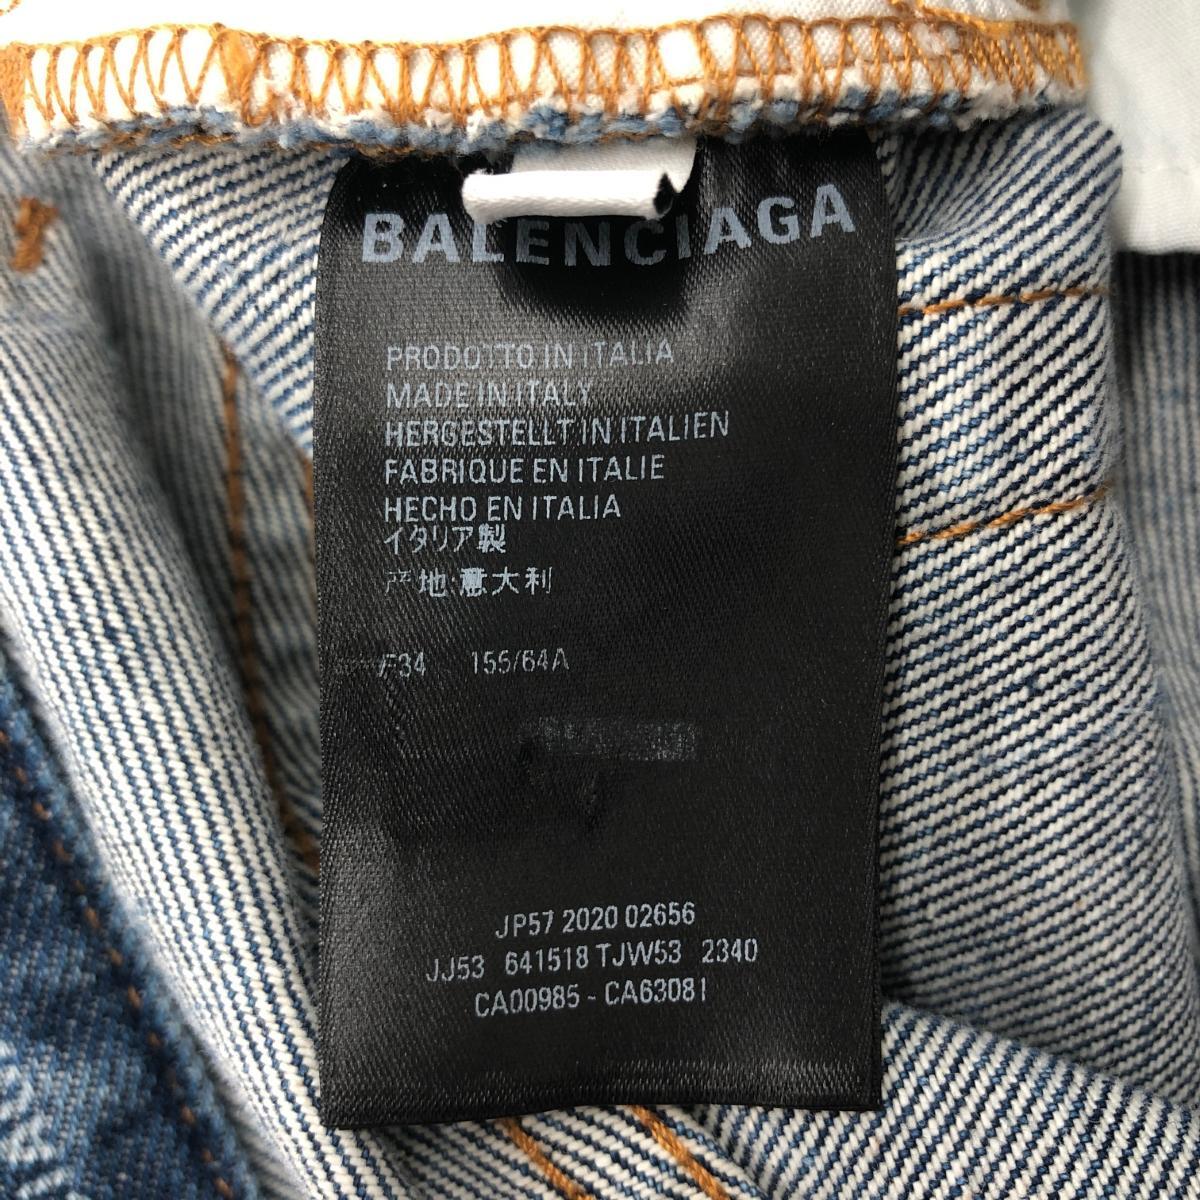 BALENCIAGA
PRODOTTO IN ITALIA
MADE IN ITALY
HERGESTELLT IN ITALIEN
FABRIQUE EN ITALIE
HECHO EN ITALIA
イタリア製
产地:意大利
F34 155/64A
JP57 2020 02656
JJ53 641518 TJW53 2340
CA00985 - CA63081